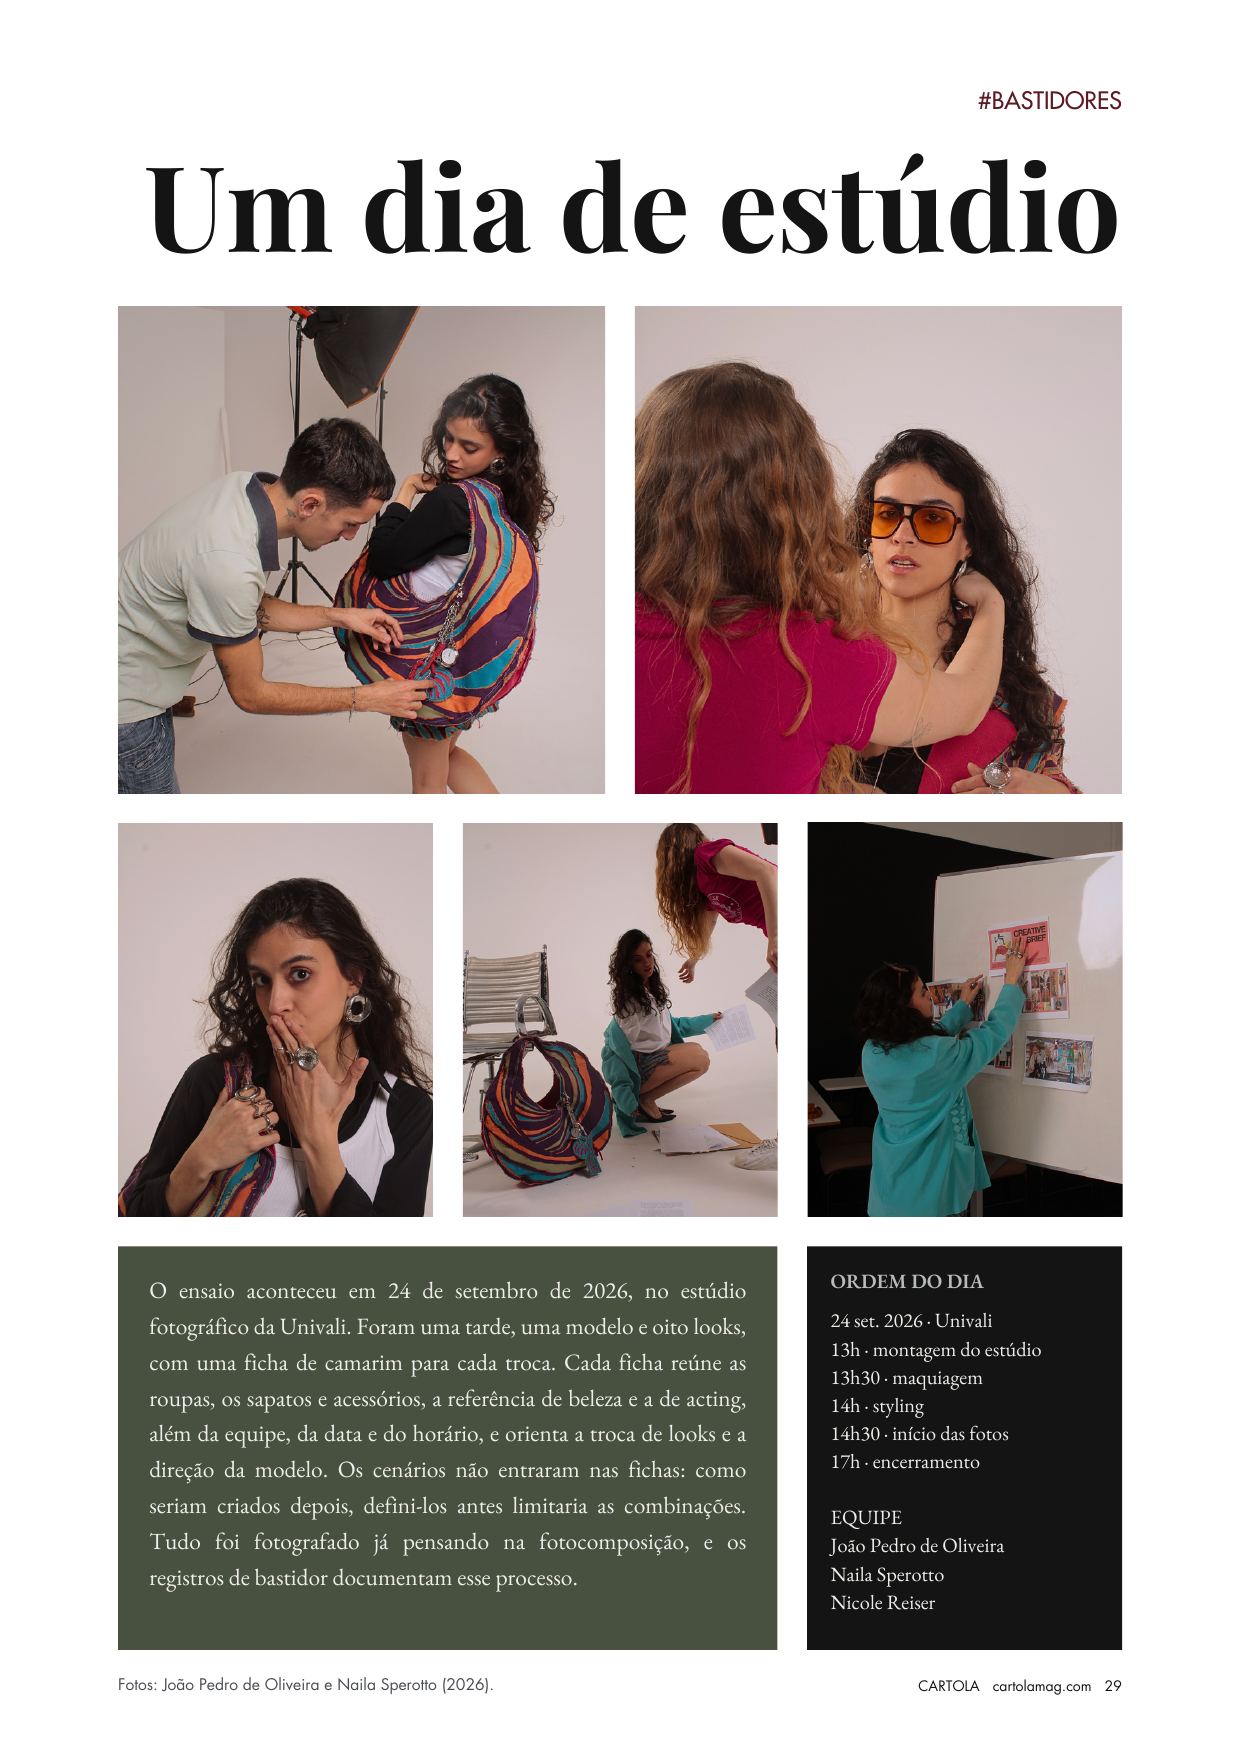 #BASTIDORES
Um dia de estúdio
CREATIVE
BRIEF
O ensaio aconteceu em 24 de setembro de 2026, no estúdio
fotográfico da Univali. Foram uma tarde, uma modelo e oito looks,
com uma ficha de camarim para cada troca. Cada ficha reúne as
roupas, os sapatos e acessórios, a referência de beleza e a de acting,
além da equipe, da data e do horário, e orienta a troca de looks e a
direção da modelo. Os cenários não entraram nas fichas: como
seriam criados depois, defini-los antes limitaria as combinações.
Tudo foi fotografado já pensando na fotocomposição, e os
registros de bastidor documentam esse processo.
ORDEM DO DIA
24 set. 2026 · Univali
13h · montagem do estúdio
13h30 · maquiagem
14h · styling
14h30 · início das fotos
17h · encerramento
EQUIPE
João Pedro de Oliveira
Naila Sperotto
Nicole Reiser
Fotos: João Pedro de Oliveira e Naila Sperotto (2026).
CARTOLA cartolamag.com 29